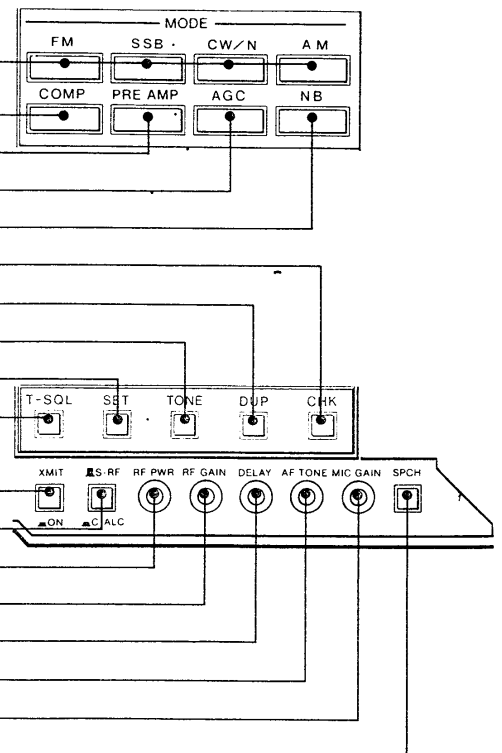 MODE
FM SSB CW/N AM
COMP PRE AMP AGC NB
T-SQL SET TONE DUP CHK
XMIT S·RF RF PWR RF GAIN DELAY AF TONE MIC GAIN SPCH
ON C ALC